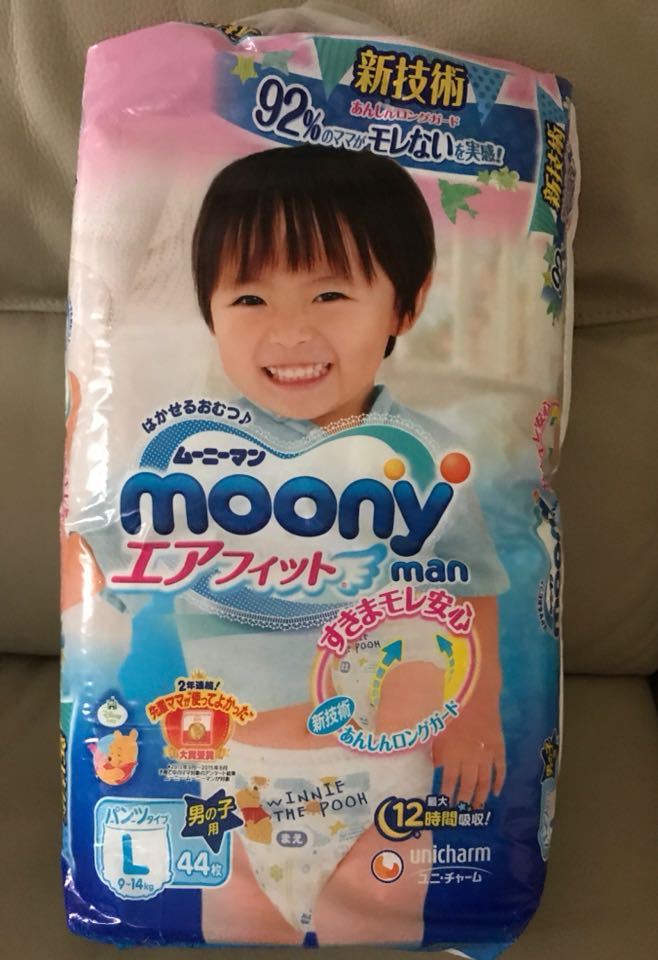 新技術
あんしんロングガード
92%のママがモレないを実感!
新技術
はかせるおむつ♪
ムーニーマン
moony
man
エアフィット
すきまモレ安心
WINNIE
THE POOH
まえ
新技術
あんしんロングガード
2年連続!
先輩ママが"使ってよかった"
大賞受賞
Disney
パンツタイプ
L
9~14kg
男の子用
44枚
最大
12時間吸収!
unicharm
ユニ・チャーム